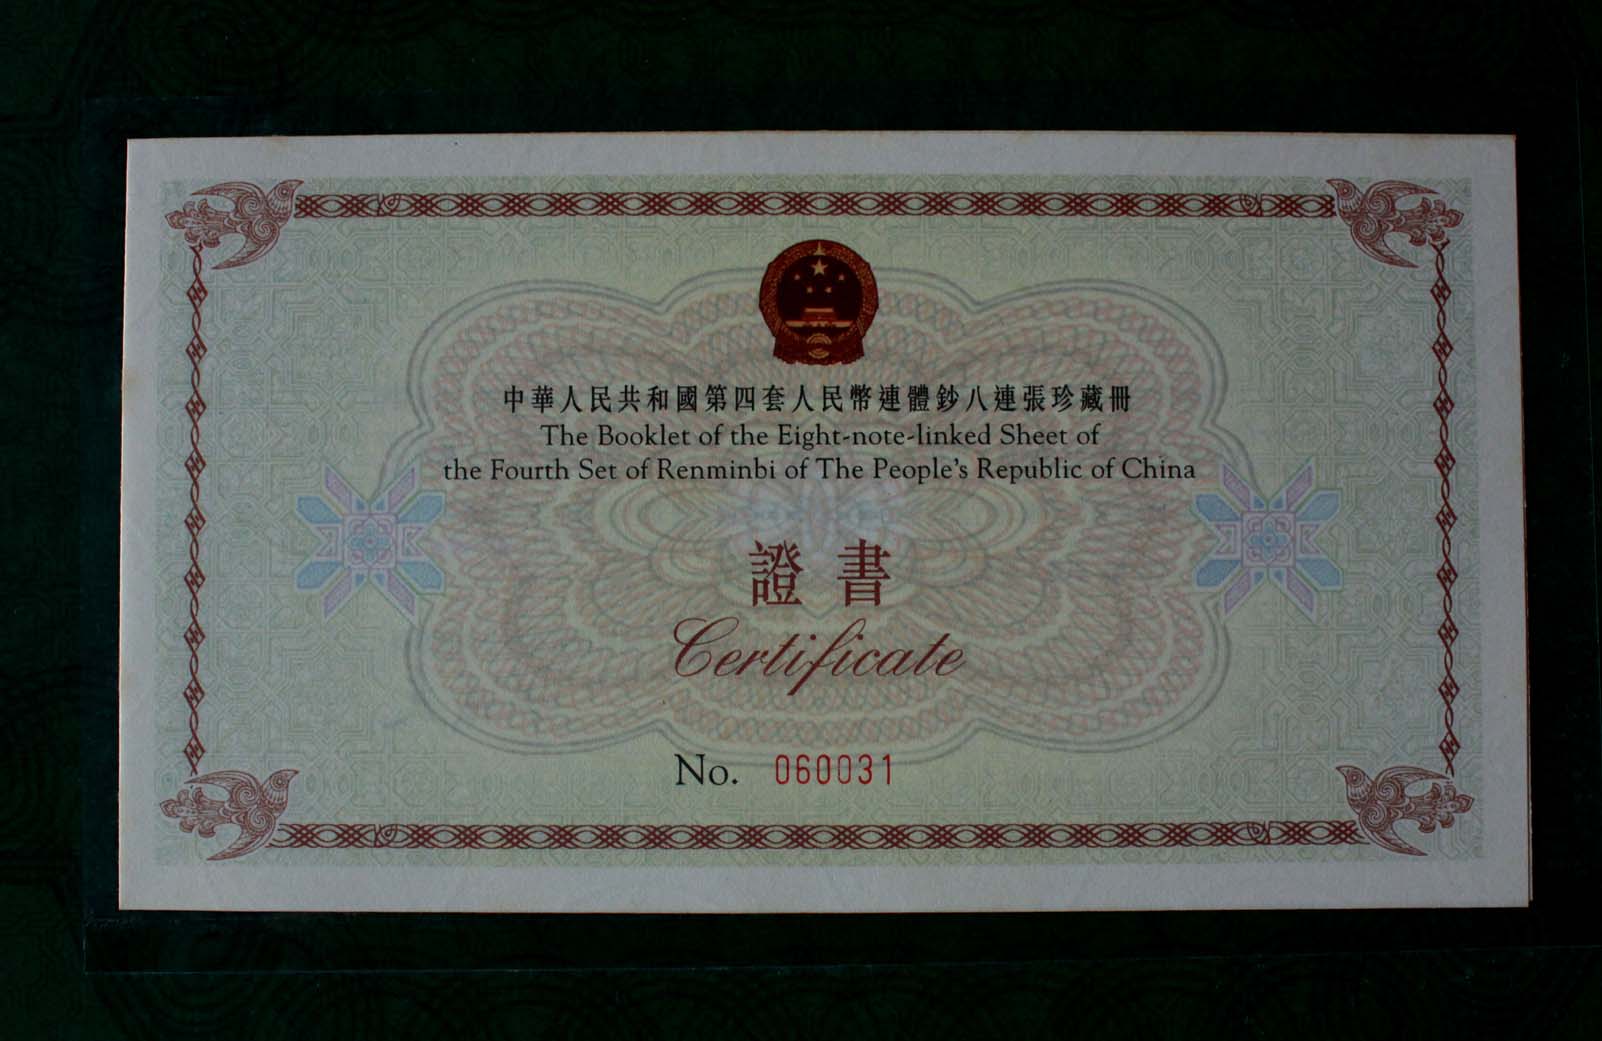 中華人民共和國第四套人民幣連體鈔八連張珍藏冊
The Booklet of the Eight-note-linked Sheet of
the Fourth Set of Renminbi of The People's Republic of China
證書
Certificate
No. 060031